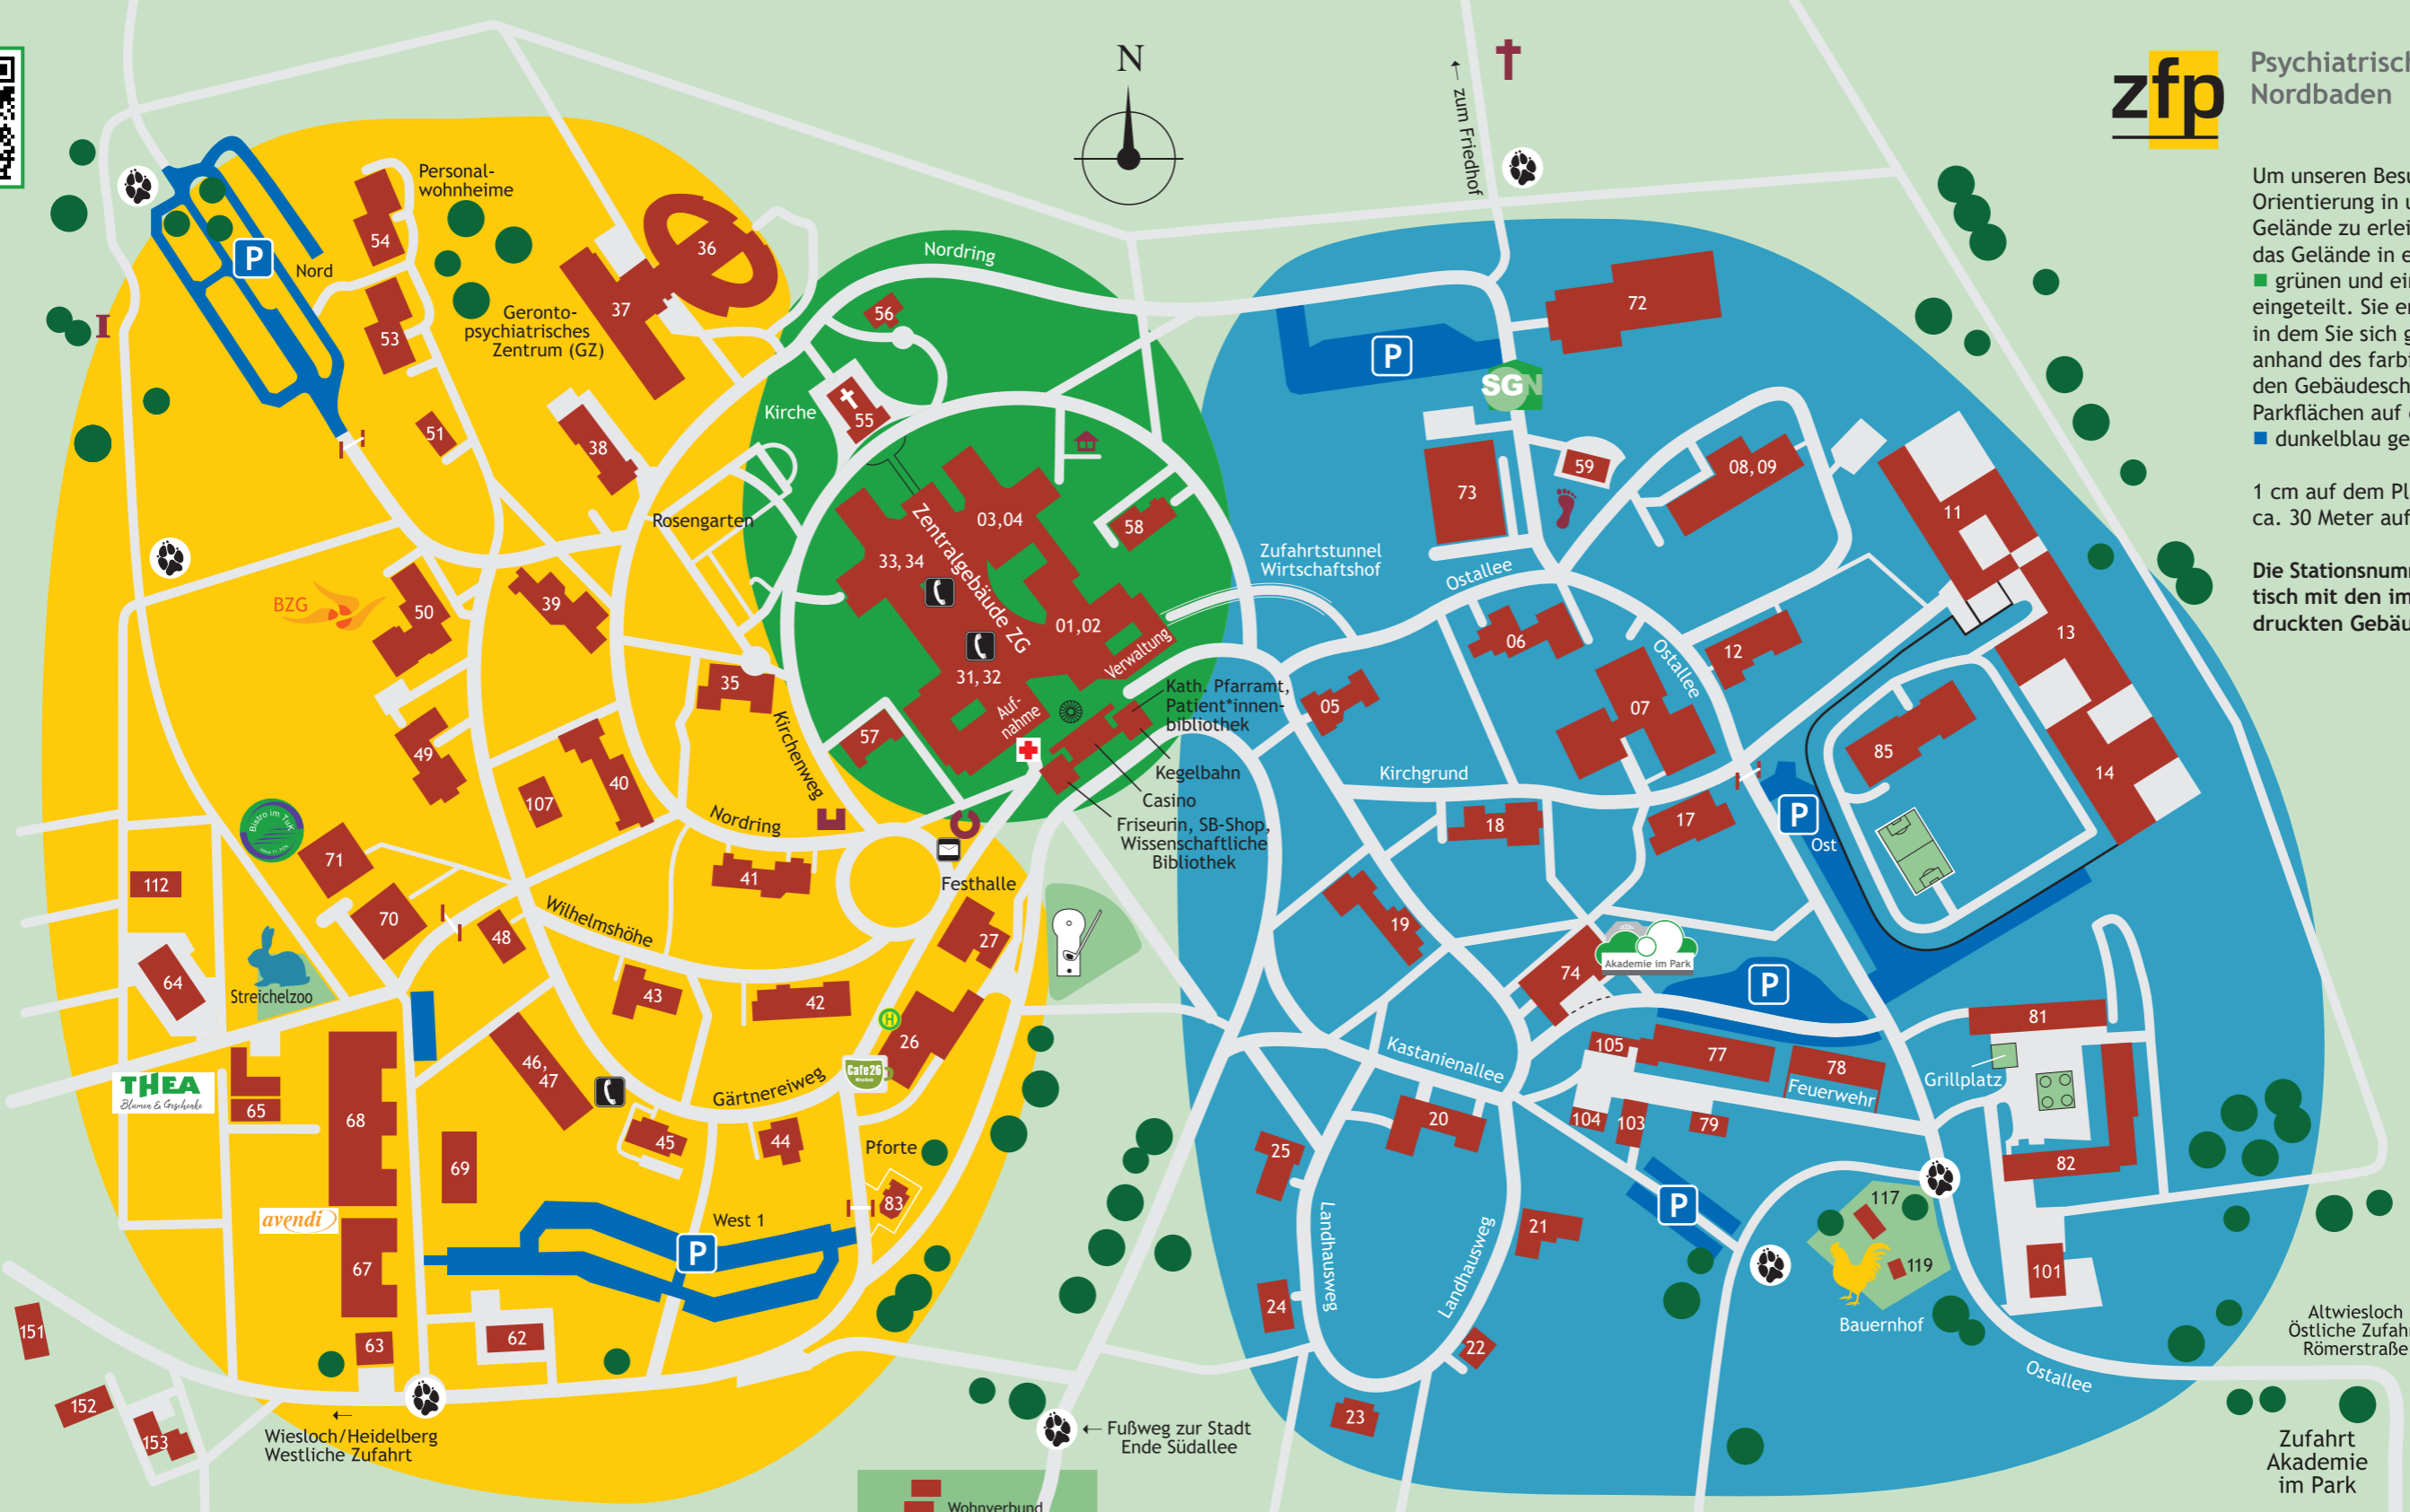 N
← zum Friedhof
zfp
Psychiatrisch
Nordbaden
Um unseren Besu
Orientierung in u
Gelände zu erlei
das Gelände in e
grünen und ein
eingeteilt. Sie er
in dem Sie sich g
anhand des farbi
den Gebäudesch
Parkflächen auf
dunkelblau ge
1 cm auf dem Pl
ca. 30 Meter auf
Die Stationsnum
tisch mit den im
druckten Gebäu
Personal-
wohnheime
54
P
Nord
53
51
Geronto-
psychiatrisches
Zentrum (GZ)
36
37
38
Nordring
56
Kirche
55
Rosengarten
Zentralgebäude ZG
03,04
33,34
58
01,02
Verwaltung
31,32
Auf-
nahme
57
Kath. Pfarramt,
Patient*innen-
bibliothek
Kegelbahn
Casino
Friseurin, SB-Shop,
Wissenschaftliche
Bibliothek
Zufahrtstunnel
Wirtschaftshof
P
72
SGN
73
59
08,09
11
Ostallee
06
12
Ostallee
13
05
07
85
14
Kirchgrund
18
17
P
Ost
19
74
Akademie im Park
P
BZG
50
39
35
Kirchenweg
49
40
107
Nordring
Bistro im TuK
71
112
70
48
41
Wilhelmshöhe
Festhalle
27
64
Streichelzoo
43
42
H
26
Cafe26
46,
47
Gärtnereiweg
THEA
Blumen & Geschenke
65
68
45
44
Pforte
69
83
avendi
West 1
P
67
151
63
62
152
153
←
Wiesloch/Heidelberg
Westliche Zufahrt
← Fußweg zur Stadt
Ende Südallee
Wohnverbund
Kastanienallee
105
77
78
Feuerwehr
81
Grillplatz
20
104
103
79
82
25
P
117
119
21
Landhausweg
Landhausweg
101
24
Bauernhof
22
23
Ostallee
Altwiesloch
Östliche Zufahr
Römerstraße
Zufahrt
Akademie
im Park